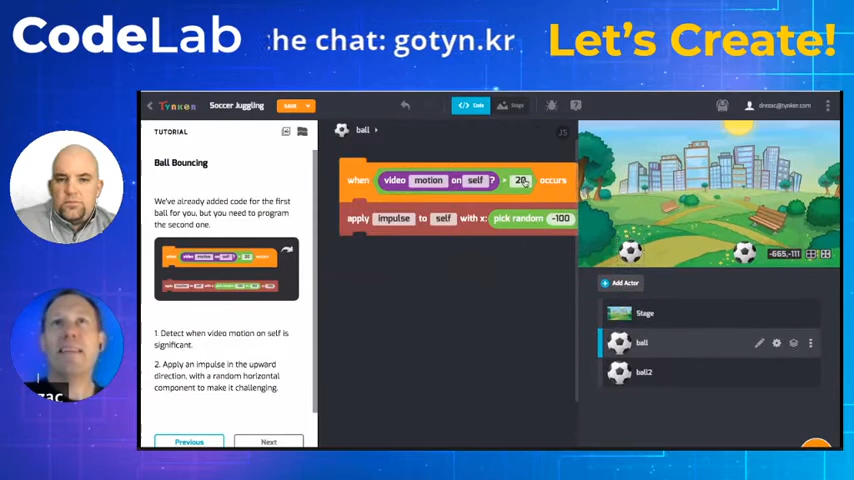 CodeLab
he chat: gotyn.kr
Let's Create!
Tynker
Soccer Juggling
SAVE
</> Code
Stage
drezac@tynker.com
TUTORIAL
Ball Bouncing
We've already added code for the first
ball for you, but you need to program
the second one.
1. Detect when video motion on self is
significant.
2. Apply an impulse in the upward
direction, with a random horizontal
component to make it challenging.
Previous
Next
ball
JS
when video motion on self ? > 20 occurs
apply impulse to self with x: pick random -100
-665,-111
Add Actor
Stage
ball
ball2
zac